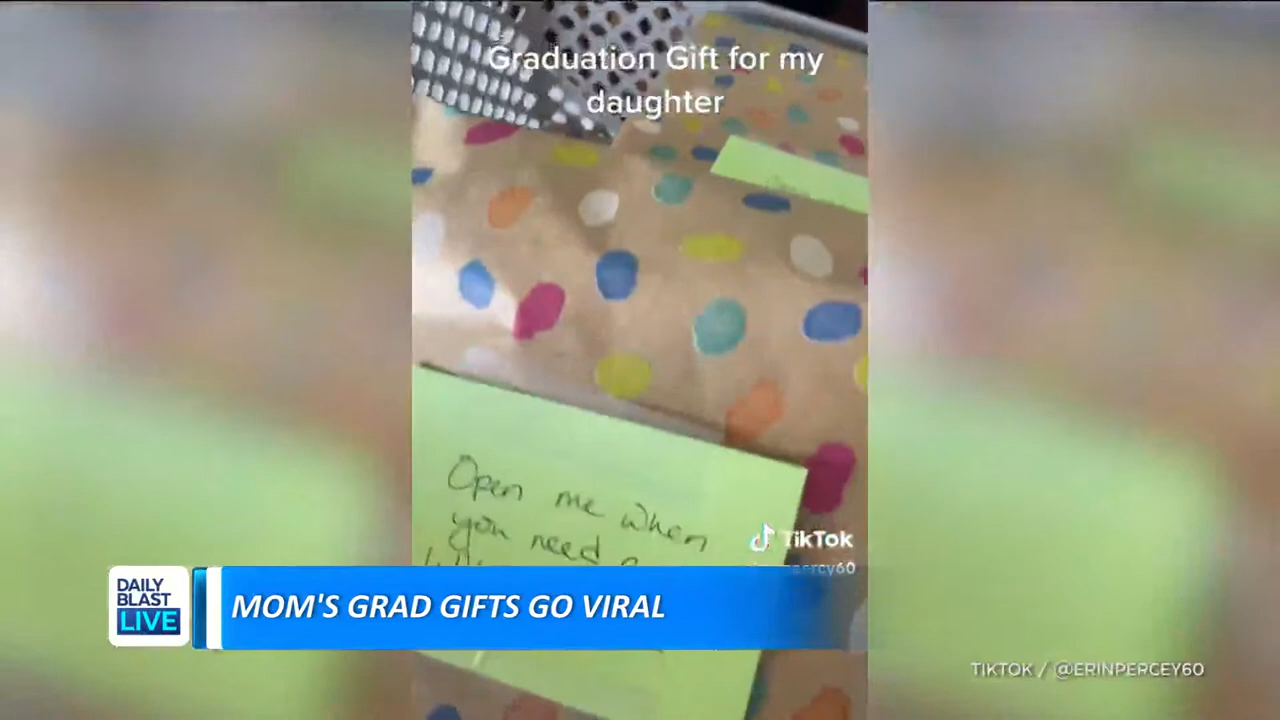 Graduation Gift for my
daughter
Open me when
you need
TikTok
DAILY
BLAST
LIVE
MOM'S GRAD GIFTS GO VIRAL
TIKTOK / @ERINPERCEY60